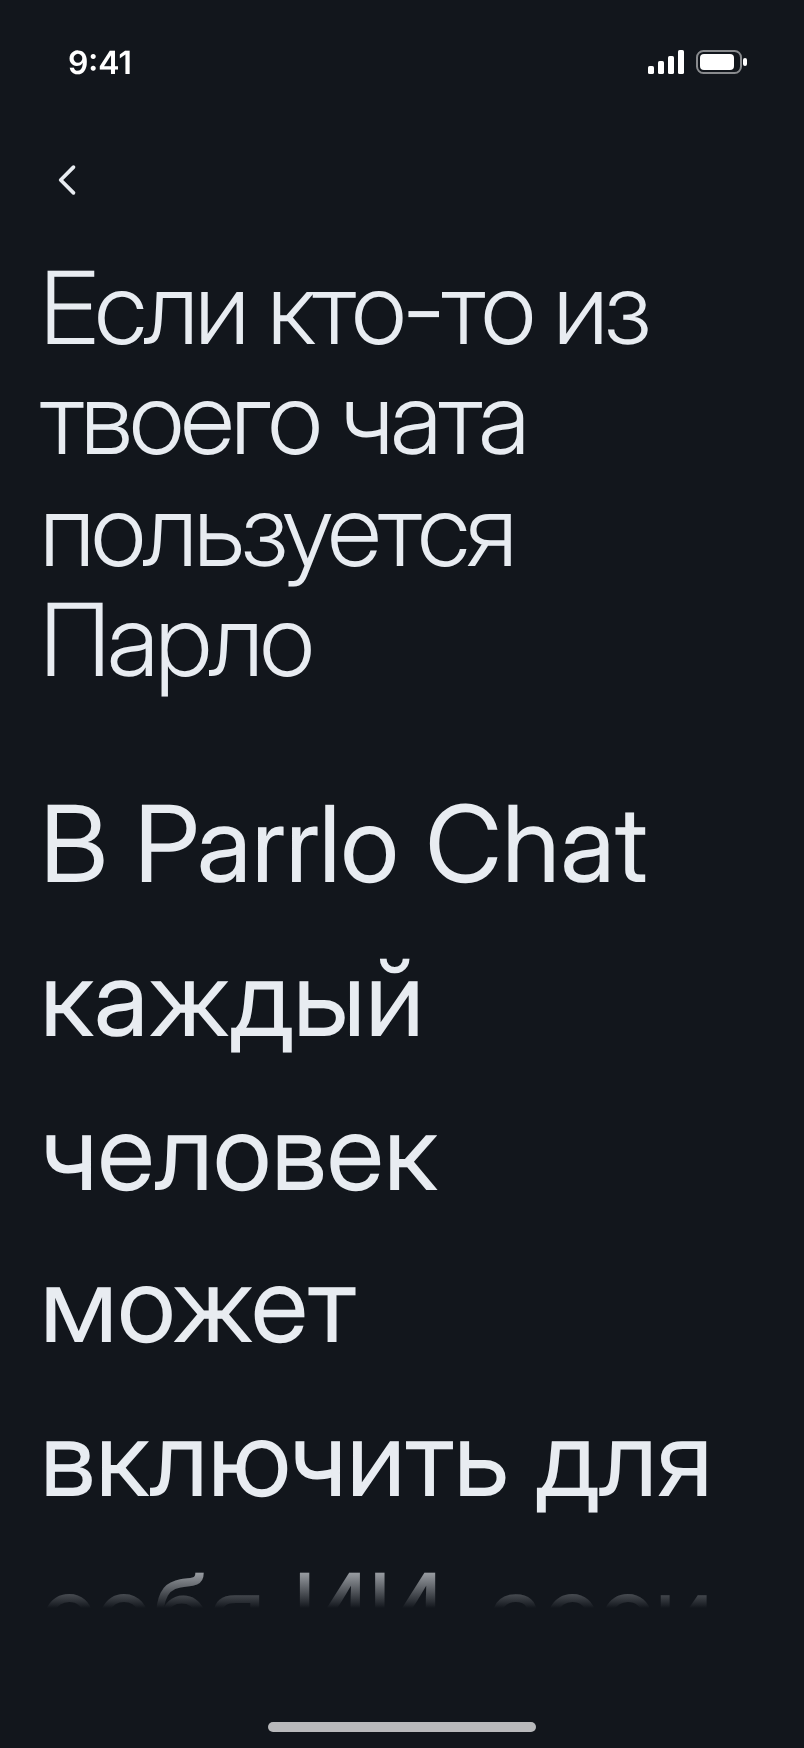 9:41
Если кто-то из
твоего чата
пользуется
Парло
В Parrlo Chat
каждый
человек
может
включить для